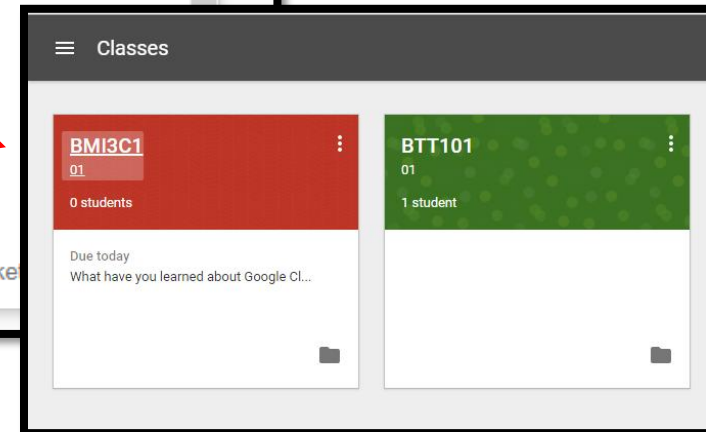 Classes
BMI3C1
01
0 students
Due today
What have you learned about Google Cl...
BTT101
01
1 student